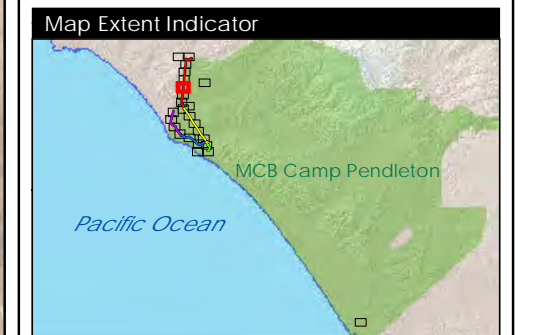 Map Extent Indicator
MCB Camp Pendleton
Pacific Ocean